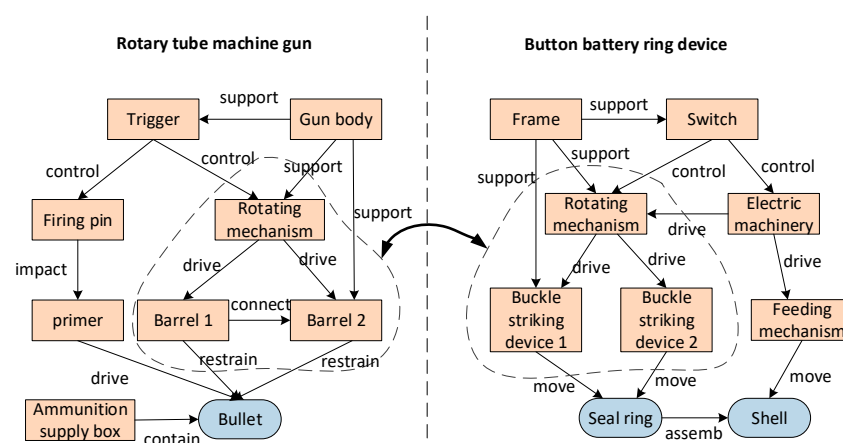 Rotary tube machine gun
Button battery ring device
support
Trigger
Gun body
support
Frame
Switch
control
control
support
support
support
control
control
Firing pin
Rotating
mechanism
support
Rotating
mechanism
drive
Electric
machinery
impact
drive
drive
drive
drive
drive
primer
Barrel 1
connect
Barrel 2
Buckle
striking
device 1
Buckle
striking
device 2
Feeding
mechanism
drive
restrain
restrain
move
move
move
Ammunition
supply box
contain
Bullet
Seal ring
assemb
Shell